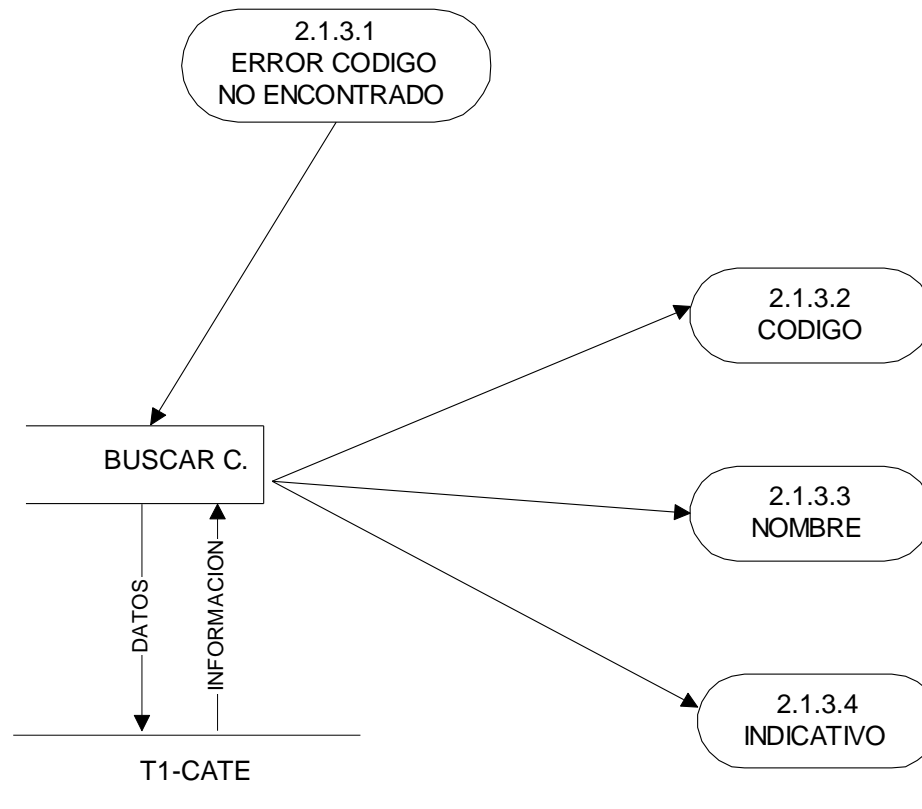 2.1.3.1
ERROR CODIGO
NO ENCONTRADO
2.1.3.2
CODIGO
BUSCAR C.
2.1.3.3
NOMBRE
DATOS
INFORMACION
2.1.3.4
INDICATIVO
T1-CATE